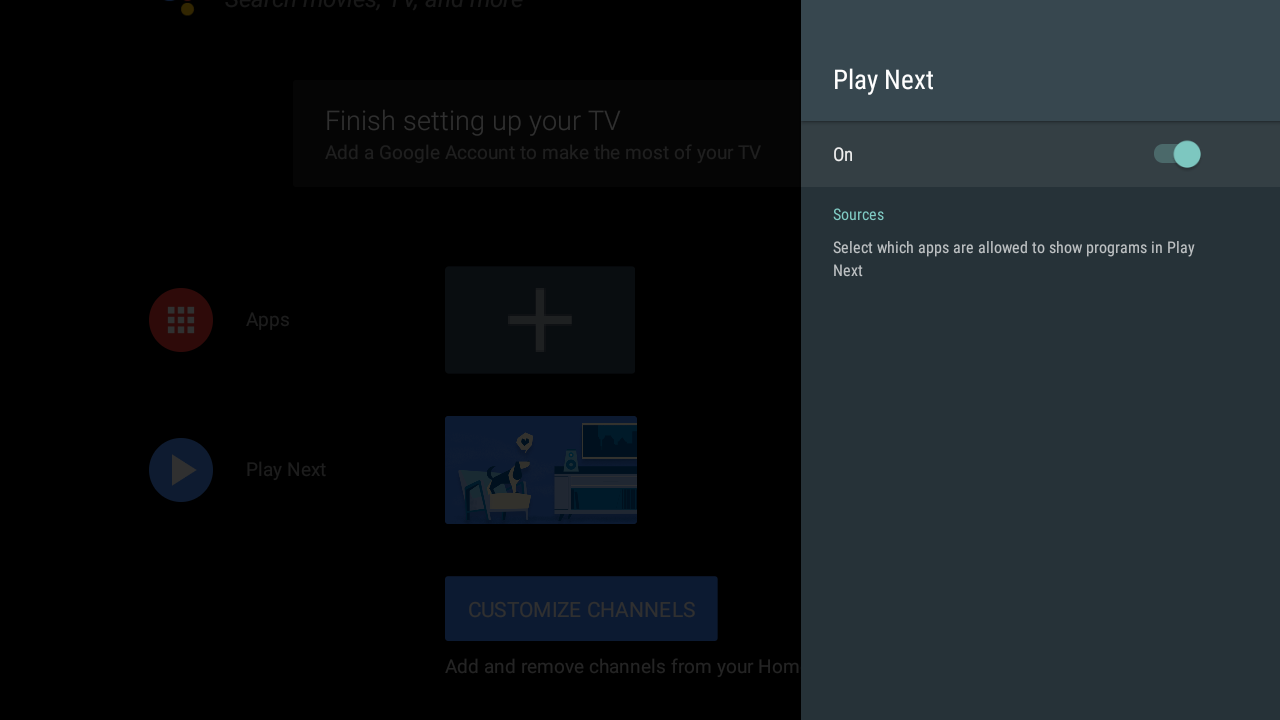 Search movies, TV, and more
Finish setting up your TV
Add a Google Account to make the most of your TV
Apps
Play Next
CUSTOMIZE CHANNELS
Add and remove channels from your Hom
Play Next
On
Sources
Select which apps are allowed to show programs in Play
Next